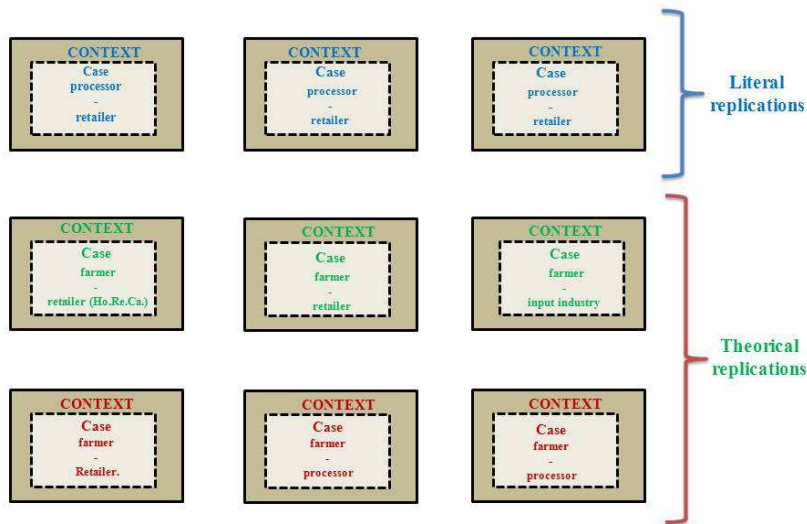 CONTEXT
Case
processor
-
retailer
CONTEXT
Case
processor
-
retailer
CONTEXT
Case
processor
-
retailer
Literal
replications
CONTEXT
Case
farmer
-
retailer (Ho.Re.Ca.)
CONTEXT
Case
farmer
-
retailer
CONTEXT
Case
farmer
-
input industry
Theorical
replications
CONTEXT
Case
farmer
-
Retailer.
CONTEXT
Case
farmer
-
processor
CONTEXT
Case
farmer
-
processor